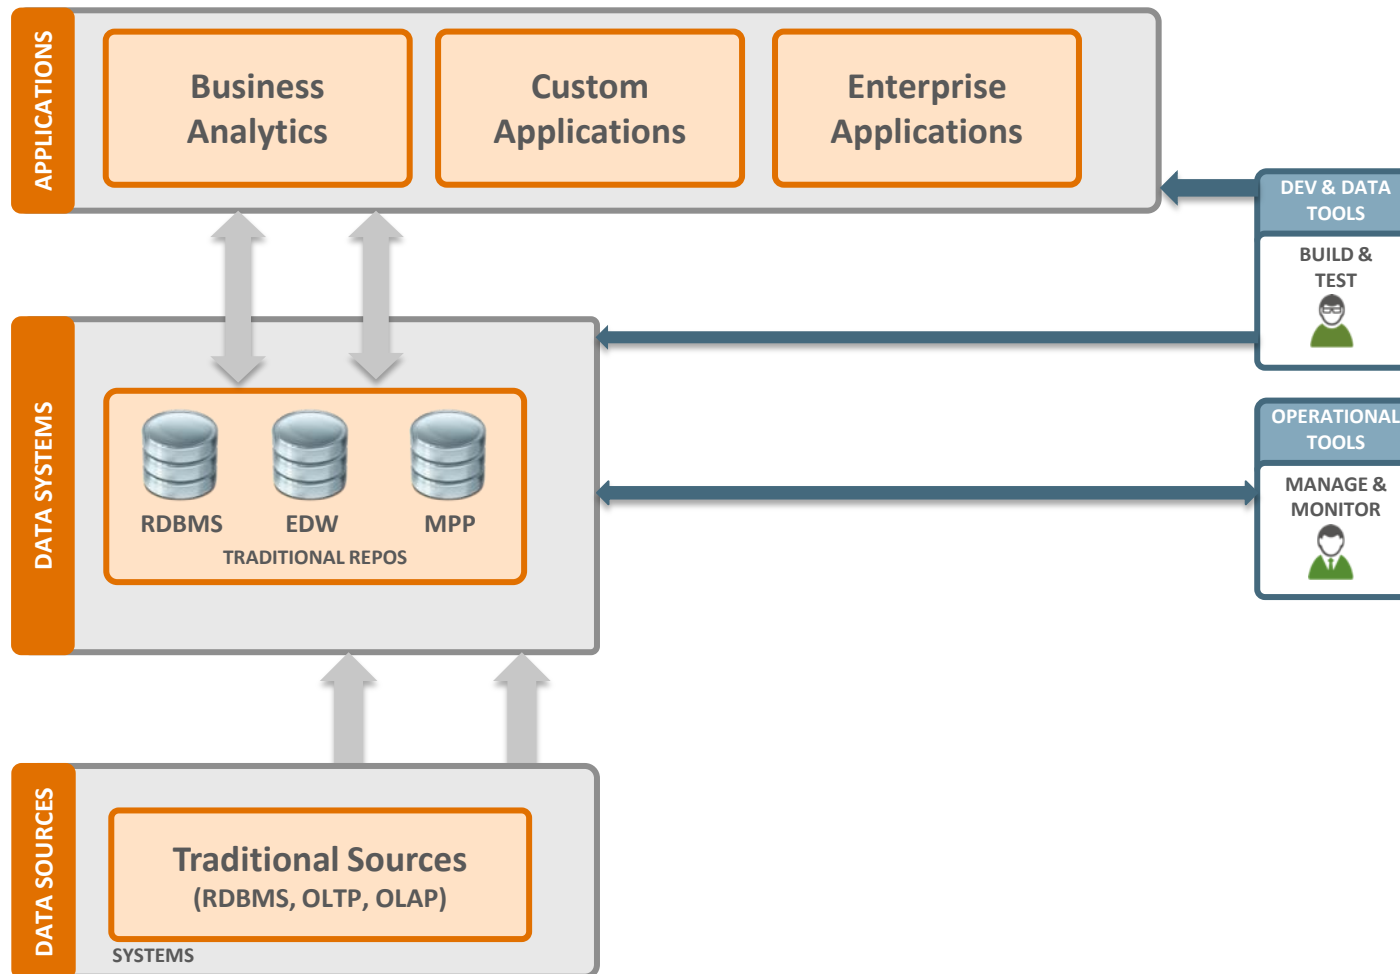 APPLICATIONS
Business
Analytics
Custom
Applications
Enterprise
Applications
DEV & DATA
TOOLS
BUILD &
TEST
DATA SYSTEMS
RDBMS
EDW
MPP
TRADITIONAL REPOS
OPERATIONAL
TOOLS
MANAGE &
MONITOR
DATA SOURCES
Traditional Sources
(RDBMS, OLTP, OLAP)
SYSTEMS